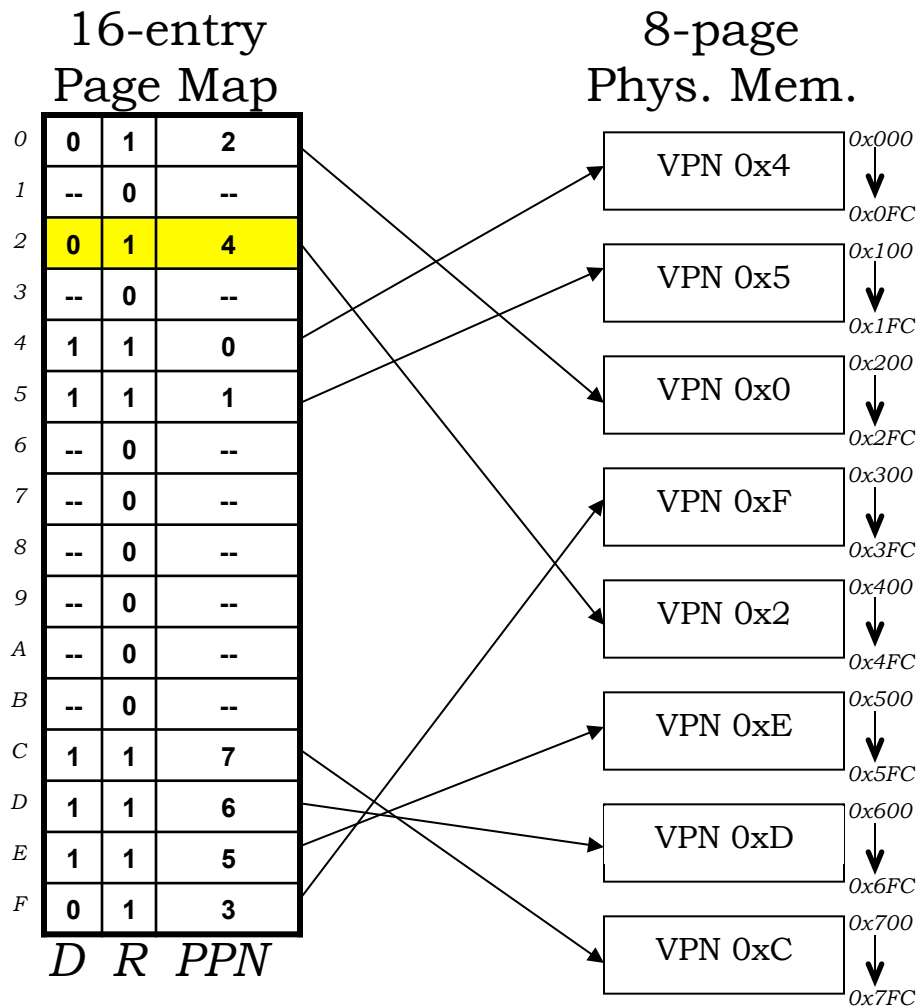 16-entry
Page Map
0 0 1 2
1 -- 0 --
2 0 1 4
3 -- 0 --
4 1 1 0
5 1 1 1
6 -- 0 --
7 -- 0 --
8 -- 0 --
9 -- 0 --
A -- 0 --
B -- 0 --
C 1 1 7
D 1 1 6
E 1 1 5
F 0 1 3
D R PPN
8-page
Phys. Mem.
0x000
VPN 0x4
0x0FC
0x100
VPN 0x5
0x1FC
0x200
VPN 0x0
0x2FC
0x300
VPN 0xF
0x3FC
0x400
VPN 0x2
0x4FC
0x500
VPN 0xE
0x5FC
0x600
VPN 0xD
0x6FC
0x700
VPN 0xC
0x7FC